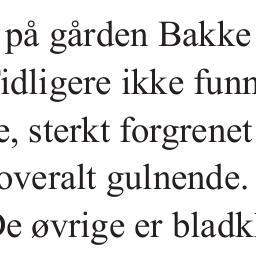 på gården Bakke
idligere ikke funn
e, sterkt forgrenet
overalt gulnende.
De øvrige er bladkl